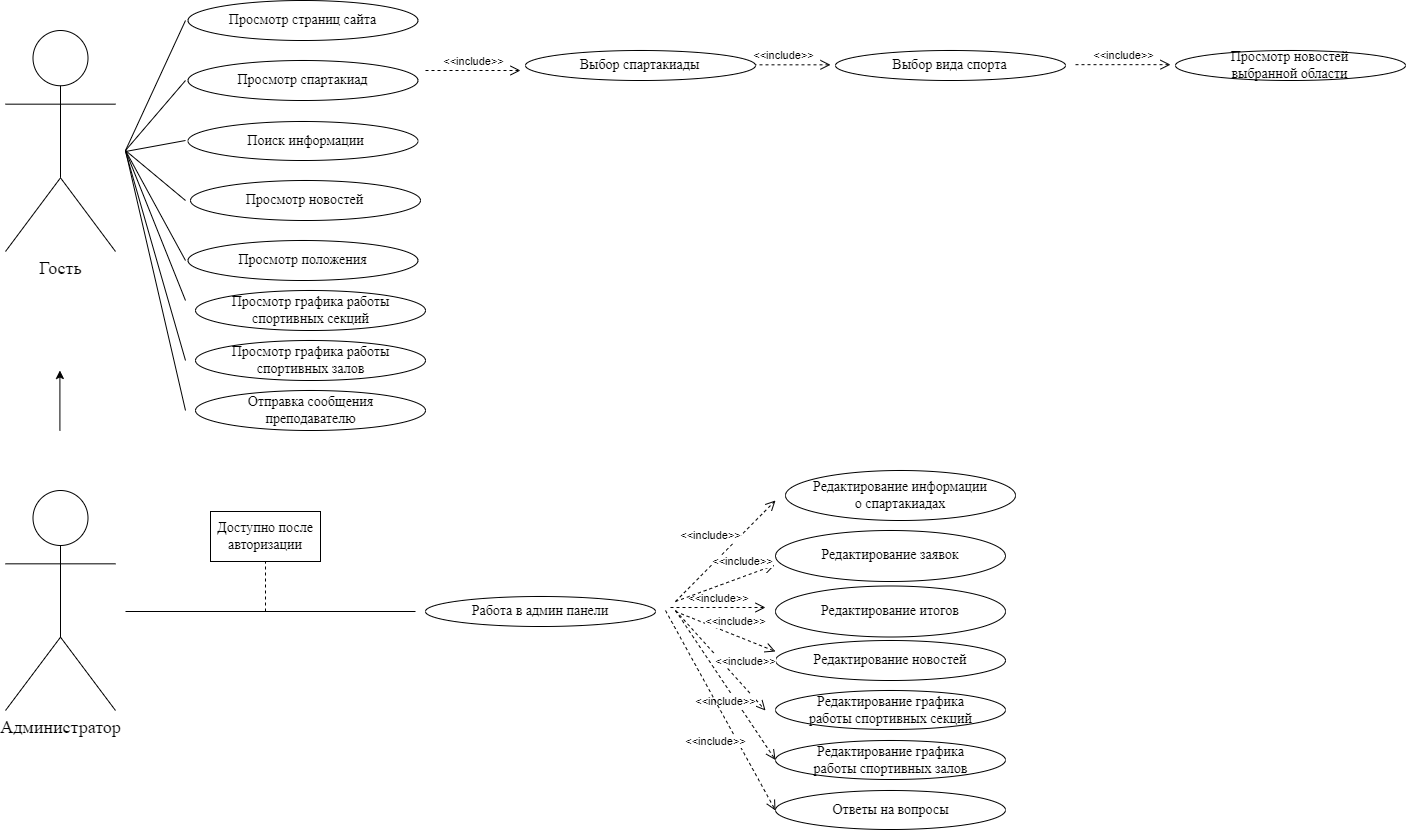 Просмотр страниц сайта
<<include>>
<<include>>
<<include>>
Выбор спартакиады
Выбор вида спорта
Просмотр новостей
выбранной области
Просмотр спартакиад
Поиск информации
Просмотр новостей
Просмотр положения
Гость
Просмотр графика работы
спортивных секций
Просмотр графика работы
спортивных залов
Отправка сообщения
преподавателю
Редактирование информации
о спартакиадах
Доступно после
авторизации
<<include>>
Редактирование заявок
<<include>>
<<include>>
Работа в админ панели
Редактирование итогов
<<include>>
Редактирование новостей
<<include>>
<<include>>
Редактирование графика
работы спортивных секций
Администратор
<<include>>
Редактирование графика
работы спортивных залов
Ответы на вопросы